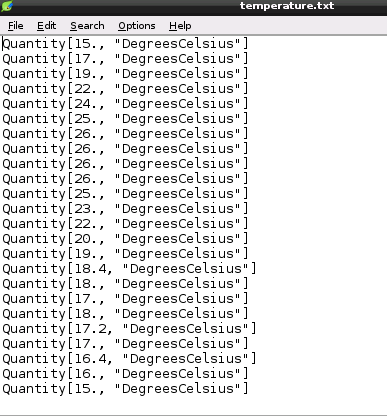 temperature.txt
File Edit Search Options Help
Quantity[15., "DegreesCelsius"]
Quantity[17., "DegreesCelsius"]
Quantity[19., "DegreesCelsius"]
Quantity[22., "DegreesCelsius"]
Quantity[24., "DegreesCelsius"]
Quantity[25., "DegreesCelsius"]
Quantity[26., "DegreesCelsius"]
Quantity[26., "DegreesCelsius"]
Quantity[26., "DegreesCelsius"]
Quantity[26., "DegreesCelsius"]
Quantity[25., "DegreesCelsius"]
Quantity[23., "DegreesCelsius"]
Quantity[22., "DegreesCelsius"]
Quantity[20., "DegreesCelsius"]
Quantity[19., "DegreesCelsius"]
Quantity[18.4, "DegreesCelsius"]
Quantity[18., "DegreesCelsius"]
Quantity[17., "DegreesCelsius"]
Quantity[18., "DegreesCelsius"]
Quantity[17.2, "DegreesCelsius"]
Quantity[17., "DegreesCelsius"]
Quantity[16.4, "DegreesCelsius"]
Quantity[16., "DegreesCelsius"]
Quantity[15., "DegreesCelsius"]